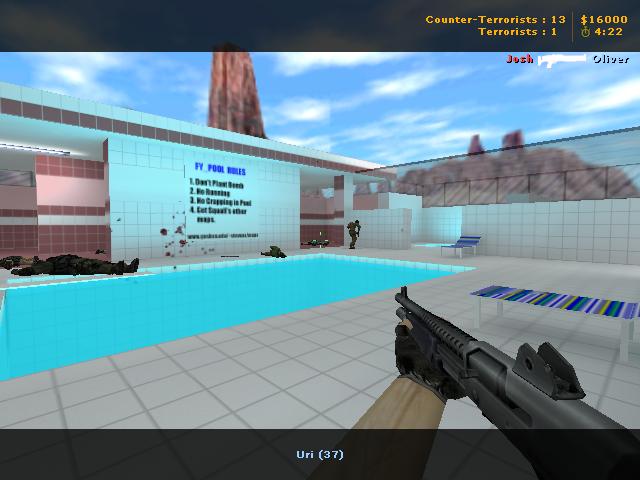 Counter-Terrorists : 13 $16000
Terrorists : 1 4:22
Josh Oliver
FY_POOL RULES
1. Don't Plant Bomb
2. No Running
3. No Crapping in Pool
4. Get Squall's other
maps.
Uri (37)